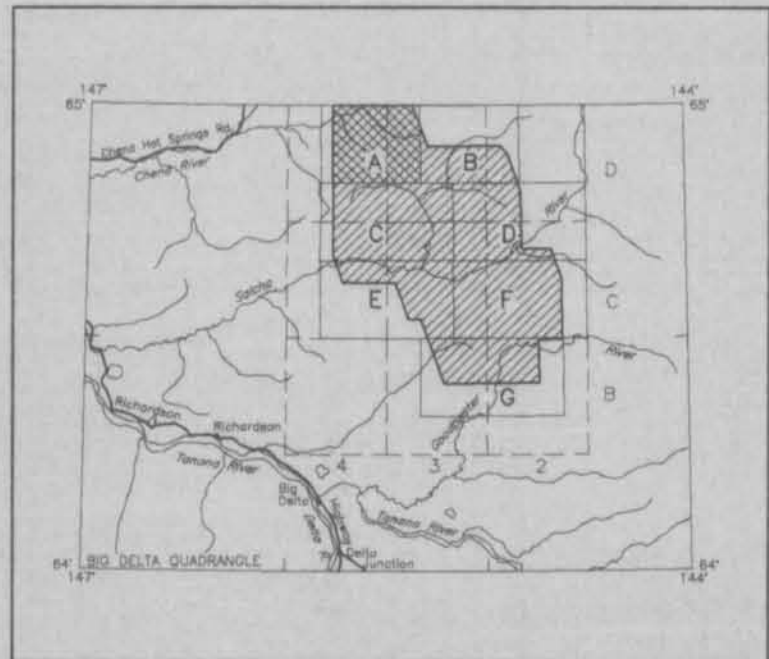 147°
144°
65°
65°
Chena Hot Springs Rd.
Chena River
A
B
D
River
C
D
Salcha
E
F
C
River
G
B
Goodpaster
Richardson
Richardson
Tanana River
4
3
2
Big
Delta
Highway
Tanana River
Delta
Junction
64°
BIG DELTA QUADRANGLE
64°
147°
144°